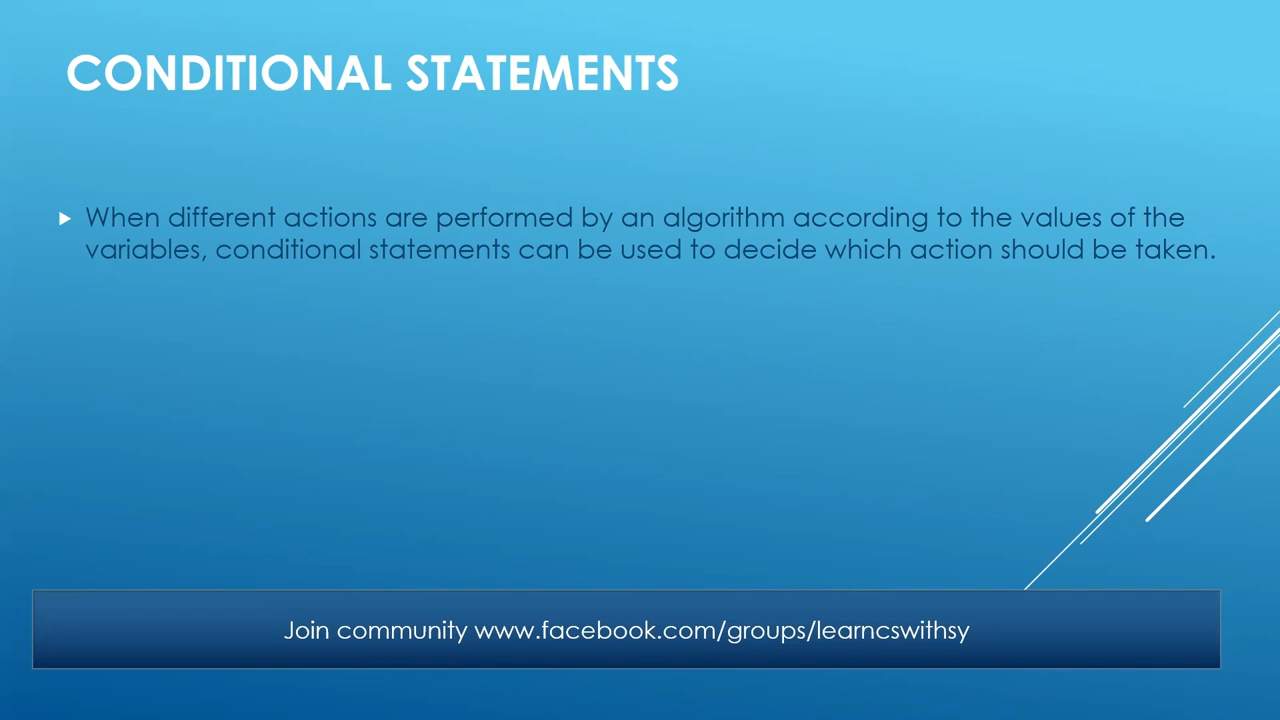 CONDITIONAL STATEMENTS
When different actions are performed by an algorithm according to the values of the
variables, conditional statements can be used to decide which action should be taken.
Join community www.facebook.com/groups/learncswithsy